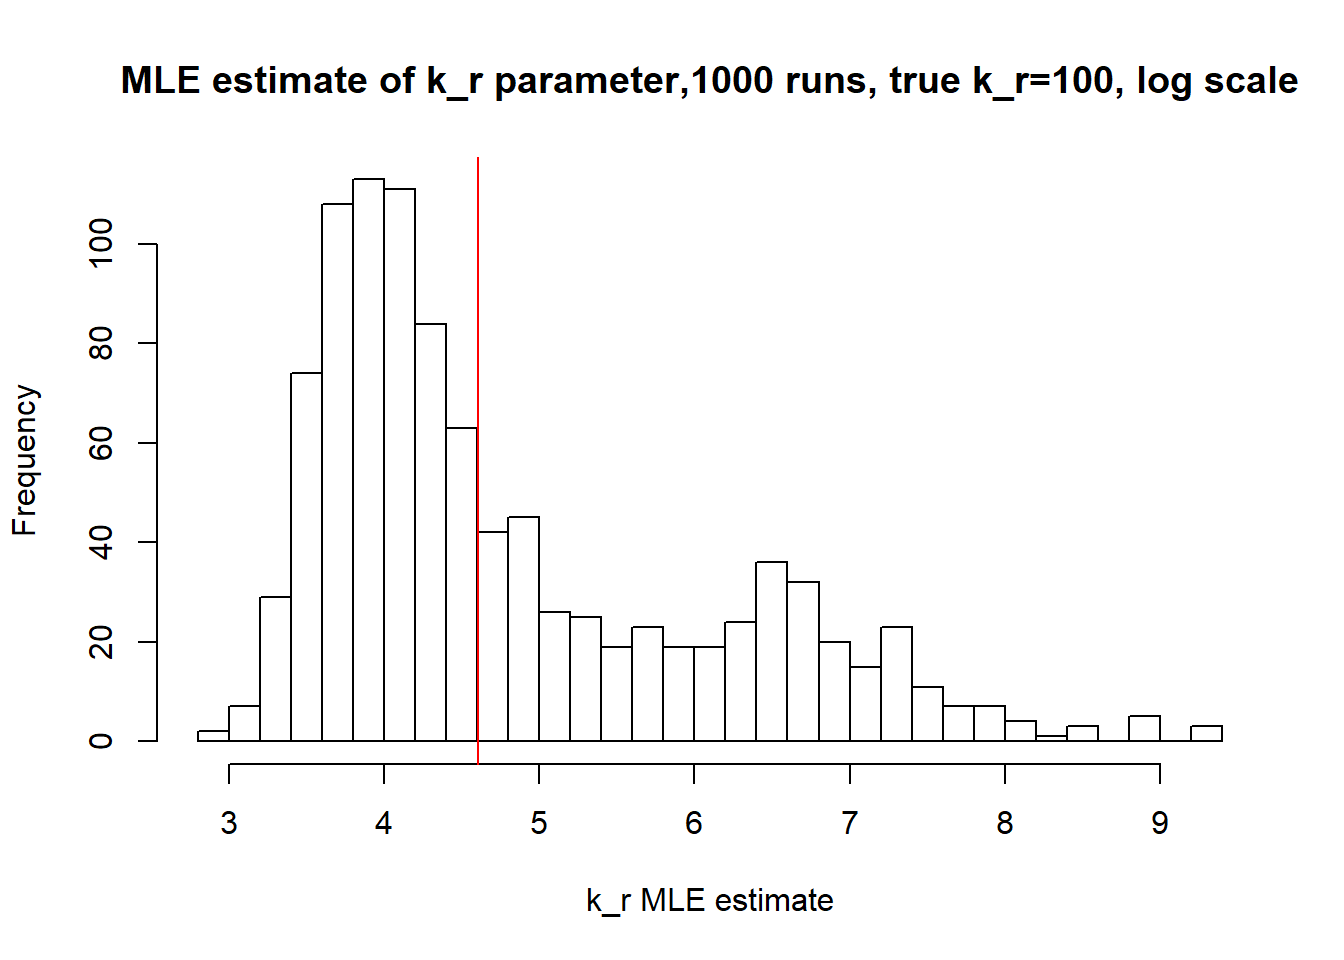 MLE estimate of k_r parameter,1000 runs, true k_r=100, log scale
Frequency
100
80
60
40
20
0
3 4 5 6 7 8 9
k_r MLE estimate